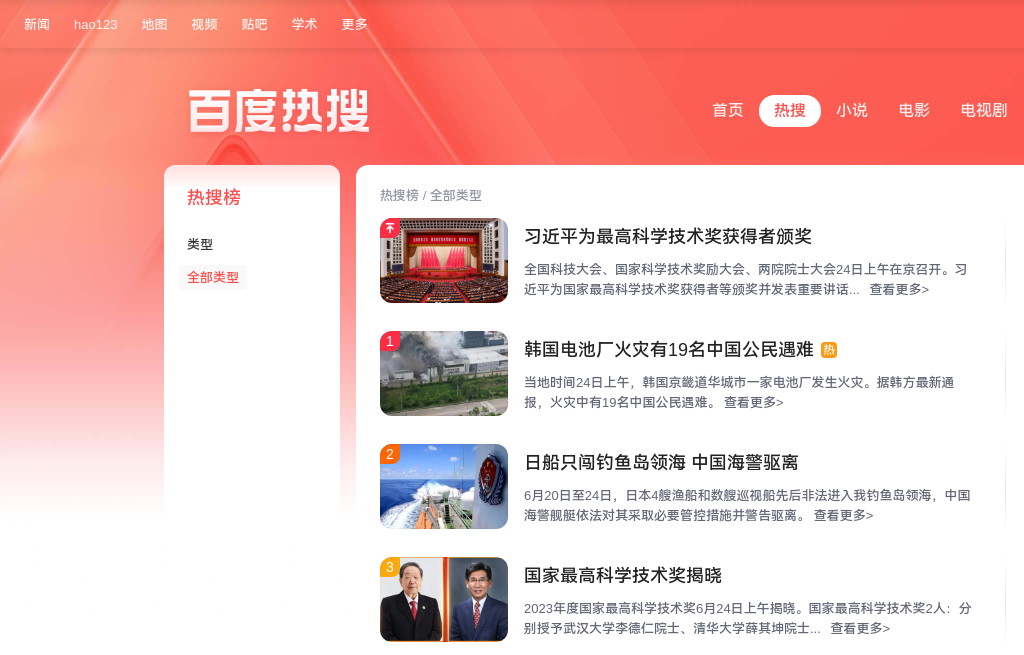 新闻 hao123 地图 视频 贴吧 学术 更多
百度热搜
首页 热搜 小说 电影 电视剧
热搜榜
类型
全部类型
热搜榜 / 全部类型
习近平为最高科学技术奖获得者颁奖
全国科技大会、国家科学技术奖励大会、两院院士大会24日上午在京召开。习
近平为国家最高科学技术奖获得者等颁奖并发表重要讲话... 查看更多>
1
韩国电池厂火灾有19名中国公民遇难 热
当地时间24日上午，韩国京畿道华城市一家电池厂发生火灾。据韩方最新通
报，火灾中有19名中国公民遇难。 查看更多>
2
日船只闯钓鱼岛领海 中国海警驱离
6月20日至24日，日本4艘渔船和数艘巡视船先后非法进入我钓鱼岛领海，中国
海警舰艇依法对其采取必要管控措施并警告驱离。 查看更多>
3
国家最高科学技术奖揭晓
2023年度国家最高科学技术奖6月24日上午揭晓。国家最高科学技术奖2人：分
别授予武汉大学李德仁院士、清华大学薛其坤院士... 查看更多>